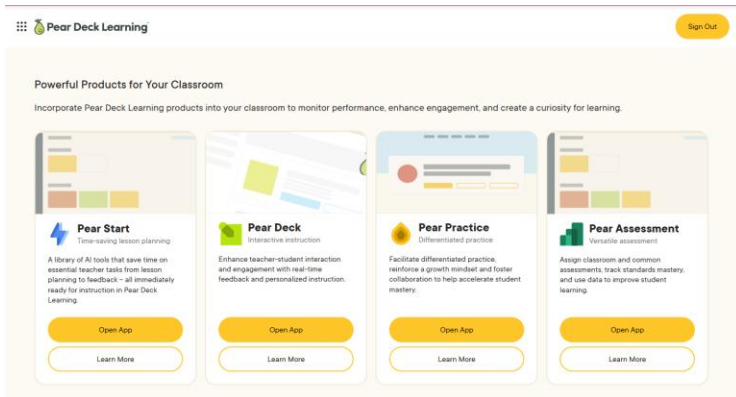 Pear Deck Learning
Sign Out
Powerful Products for Your Classroom
Incorporate Pear Deck Learning products into your classroom to monitor performance, enhance engagement, and create a curiosity for learning.
Pear Start
Time-saving lesson planning
A library of AI tools that save time on
essential teacher tasks from lesson
planning to feedback – all immediately
ready for instruction in Pear Deck
Learning.
Open App
Learn More
Pear Deck
Interactive instruction
Enhance teacher-student interaction
and engagement with real-time
feedback and personalized instruction.
Open App
Learn More
Pear Practice
Differentiated practice
Facilitate differentiated practice,
reinforce a growth mindset and foster
collaboration to help accelerate student
mastery.
Open App
Learn More
Pear Assessment
Versatile assessment
Assign classroom and common
assessments, track standards mastery,
and use data to improve student
learning.
Open App
Learn More